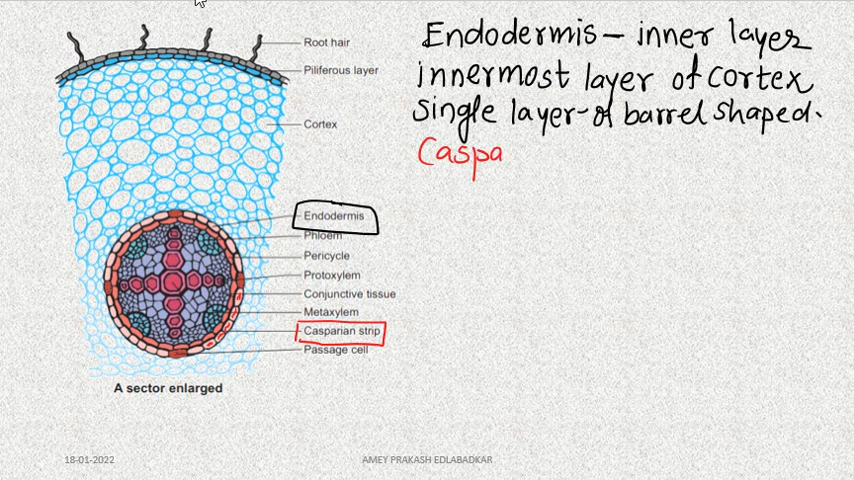 Root hair
Piliferous layer
Cortex
Endodermis
Phloem
Pericycle
Protoxylem
Conjunctive tissue
Metaxylem
Casparian strip
Passage cell
A sector enlarged
Endodermis - inner layer
innermost layer of cortex
single layer of barrel shaped.
Caspa
18-01-2022
AMEY PRAKASH EDLABADKAR